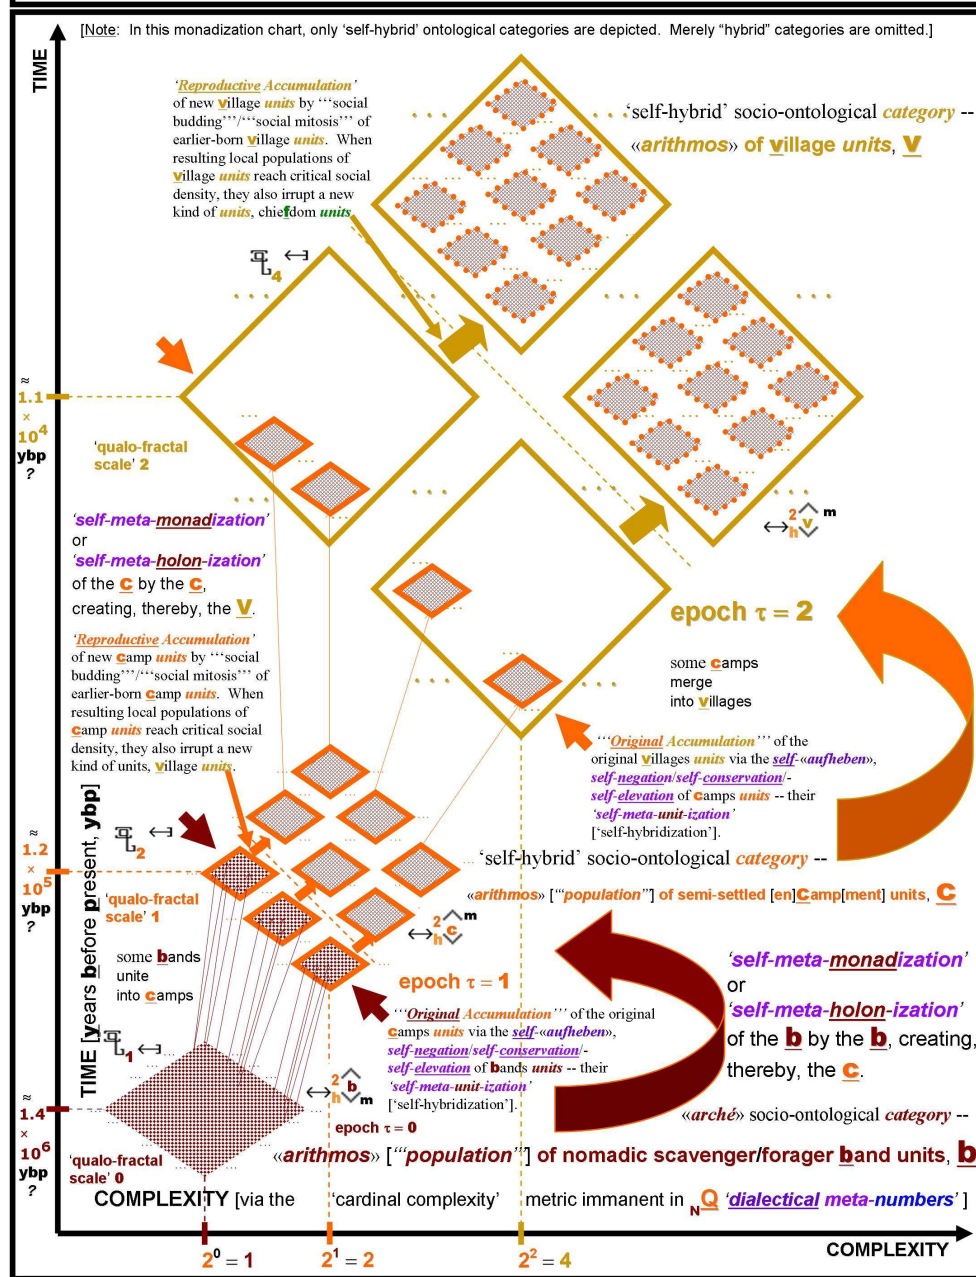 [Note: In this monadization chart, only ‘self-hybrid’ ontological categories are depicted. Merely “hybrid” categories are omitted.]
TIME
‘Reproductive Accumulation’
of new village units by ‘‘‘social
budding’’’/‘‘‘social mitosis’’’ of
earlier-born village units. When
resulting local populations of
village units reach critical social
density, they also irrupt a new
kind of units, chiefdom units
‘self-hybrid’ socio-ontological category --
«arithmos» of village units, V
4
≈
1.1
×
10⁴
ybp
?
‘qualo-fractal
scale’ 2
2 h V m
‘self-meta-monadization’
or
‘self-meta-holon-ization’
of the c by the c,
creating, thereby, the V.
epoch τ = 2
some camps
merge
into villages
‘Reproductive Accumulation’
of new camp units by ‘‘‘social
budding’’’/‘‘‘social mitosis’’’ of
earlier-born camp units. When
resulting local populations of
camp units reach critical social
density, they also irrupt a new
kind of units, village units.
‘‘‘Original Accumulation’’’ of the
original villages units via the self-«aufheben»,
self-negation/self-conservation/-
self-elevation of camps units -- their
‘self-meta-unit-ization’
[‘self-hybridization’].
2
≈
1.2
×
10⁵
ybp
?
‘qualo-fractal
scale’ 1
‘self-hybrid’ socio-ontological category --
«arithmos» [‘‘‘population’’’] of semi-settled [en]Camp[ment] units, C
2 h c m
some bands
unite
into camps
epoch τ = 1
‘‘‘Original Accumulation’’’ of the original
camps units via the self-«aufheben»,
self-negation/self-conservation/-
self-elevation of bands units -- their
‘self-meta-unit-ization’
[‘self-hybridization’].
‘self-meta-monadization’
or
‘self-meta-holon-ization’
of the b by the b, creating,
thereby, the c.
TIME [years before present, ybp]
1
2 h b m
epoch τ = 0
≈
1.4
×
10⁶
ybp
?
‘qualo-fractal
scale’ 0
«arché» socio-ontological category --
«arithmos» [‘‘‘population’’’] of nomadic scavenger/forager band units, b
COMPLEXITY [via the ‘cardinal complexity’ metric immanent in NQ ‘dialectical meta-numbers’ ]
2⁰ = 1
2¹ = 2
2² = 4
COMPLEXITY